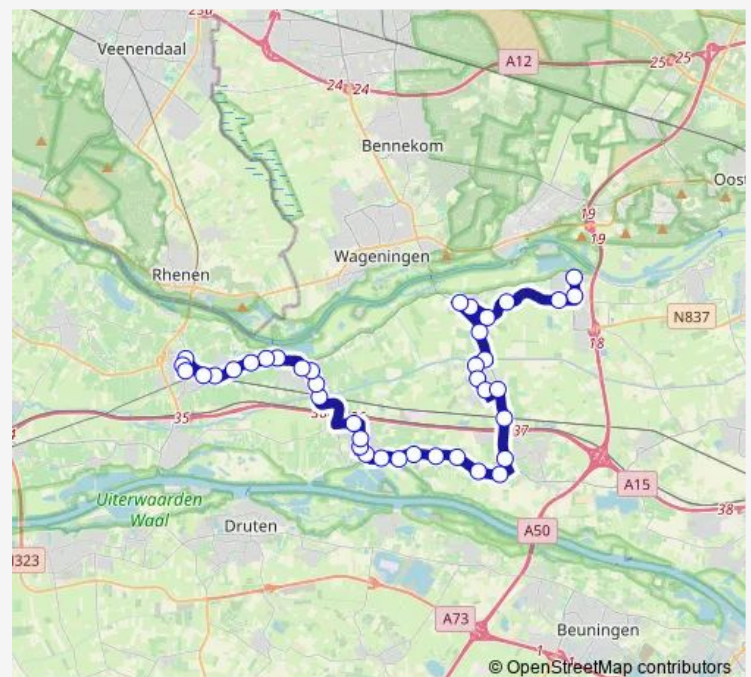 Veenendaal
A12
25
25
24
24
Bennekom
Oost
19
19
Wageningen
Rhenen
N837
18
35
37
A15
38
Uiterwaarden
Waal
Druten
A50
A73
Beuningen
1
© OpenStreetMap contributors